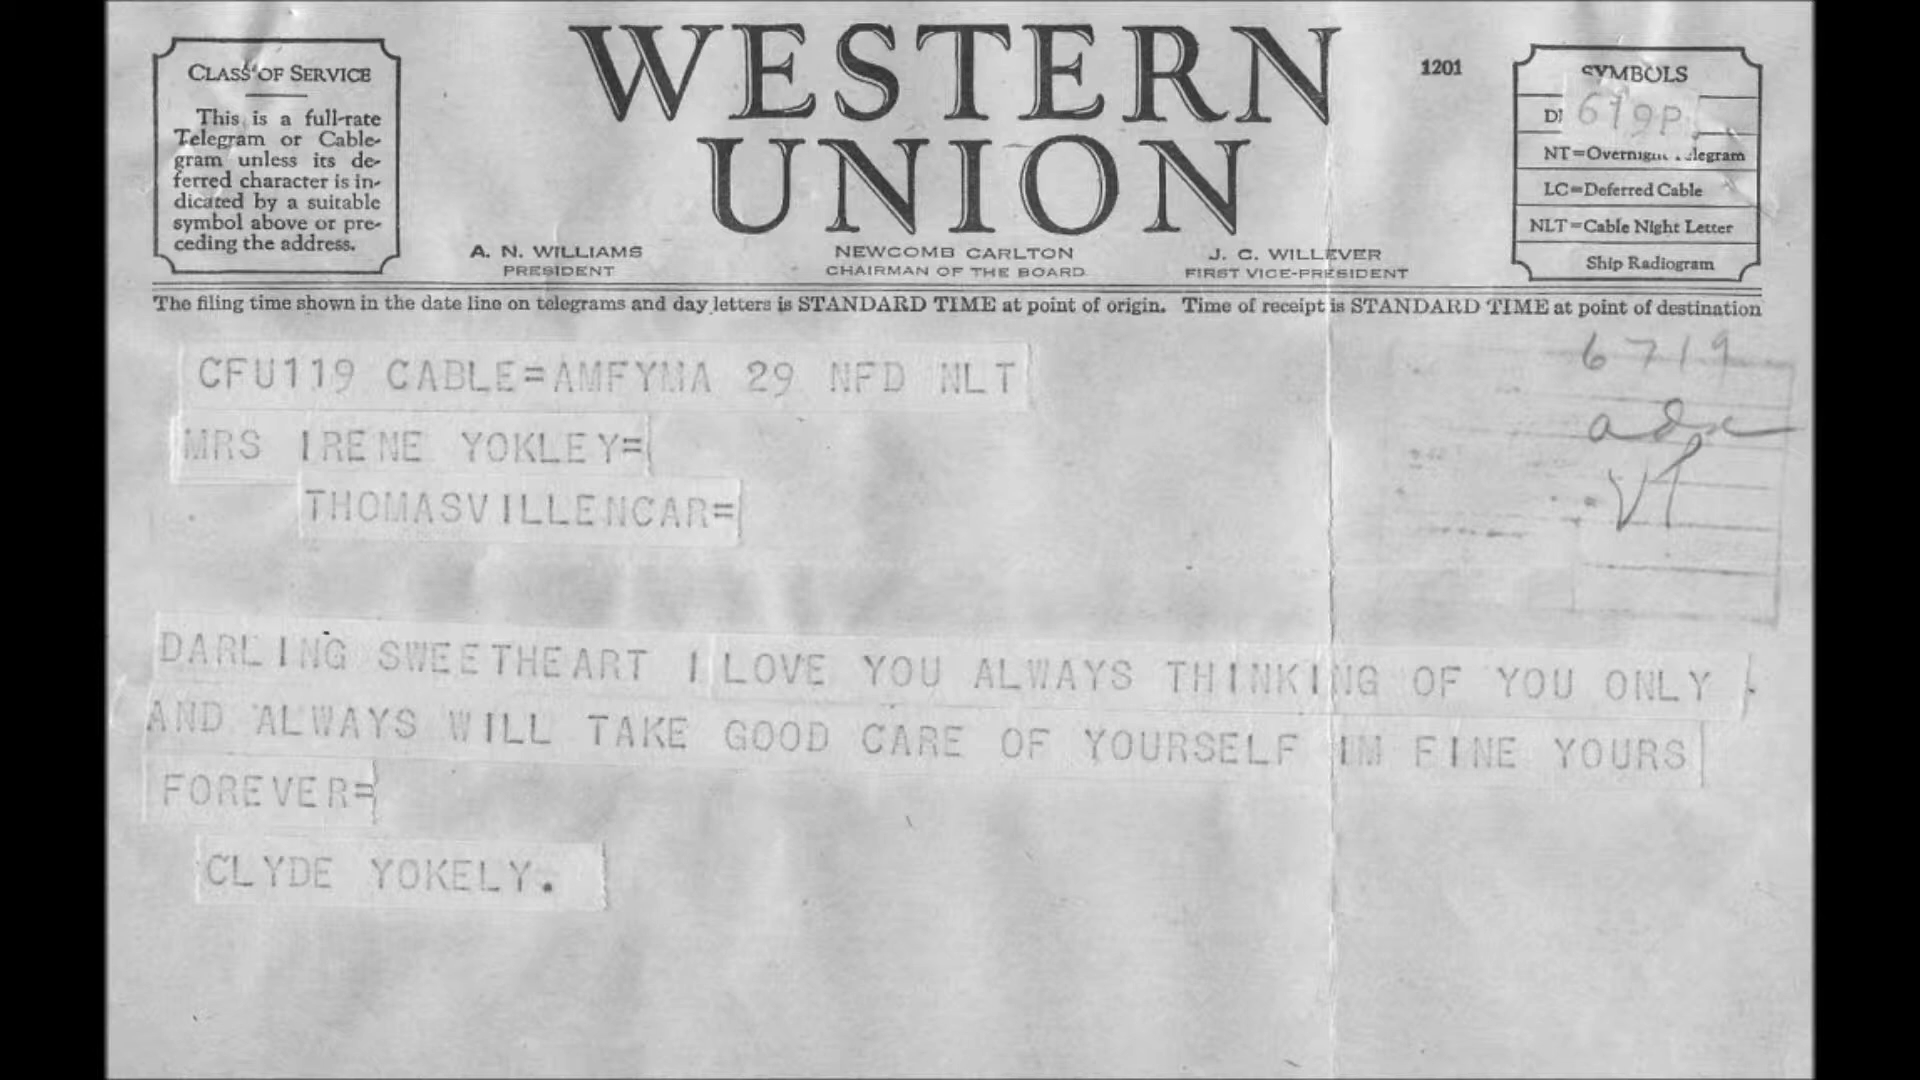 CLASS OF SERVICE
This is a full-rate
Telegram or Cable-
gram unless its de-
ferred character is in-
dicated by a suitable
symbol above or pre-
ceding the address.
WESTERN
UNION
1201
A. N. WILLIAMS
PRESIDENT
NEWCOMB CARLTON
CHAIRMAN OF THE BOARD
J. C. WILLEVER
FIRST VICE-PRESIDENT
SYMBOLS
619P
NT=Overnight Telegram
LC=Deferred Cable
NLT=Cable Night Letter
Ship Radiogram
The filing time shown in the date line on telegrams and day letters is STANDARD TIME at point of origin. Time of receipt is STANDARD TIME at point of destination
6719
CFU119 CABLE=AMFYMA 29 NFD NLT
MRS IRENE YOKLEY=
THOMASVILLENCAR=
DARLING SWEETHEART I LOVE YOU ALWAYS THINKING OF YOU ONLY
AND ALWAYS WILL TAKE GOOD CARE OF YOURSELF IM FINE YOURS
FOREVER=
CLYDE YOKELY.